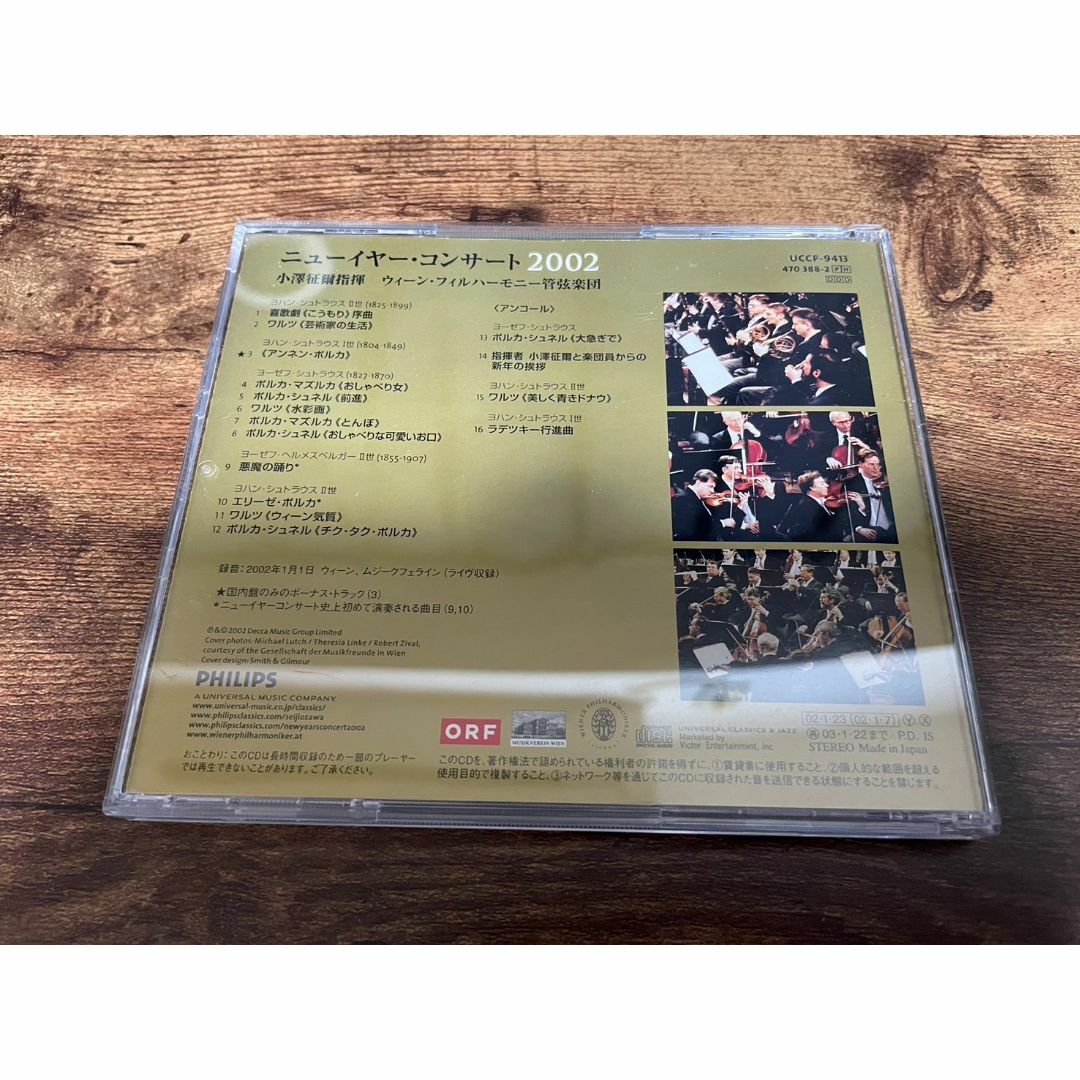 ニューイヤー・コンサート 2002
小澤征爾指揮 ウィーン・フィルハーモニー管弦楽団
UCCP-9413
470 388-2 PH
DDD
ヨハン・シュトラウスⅡ世 (1825-1899)
1 喜歌劇《こうもり》序曲
2 ワルツ《芸術家の生活》
ヨハン・シュトラウスⅠ世 (1804-1849)
★3 《アンネン・ポルカ》
ヨーゼフ・シュトラウス (1827-1870)
4 ポルカ・マズルカ《おしゃべり女》
5 ポルカ・シュネル《前進》
6 ワルツ《水彩画》
7 ポルカ・マズルカ《とんぼ》
8 ポルカ・シュネル《おしゃべりな可愛いお口》
ヨーゼフ・ヘルメスベルガーⅡ世 (1855-1907)
9 悪魔の踊り*
ヨハン・シュトラウスⅡ世
10 エリーゼ・ポルカ*
11 ワルツ《ウィーン気質》
12 ポルカ・シュネル《チク・タク・ポルカ》
〈アンコール〉
ヨーゼフ・シュトラウス
13 ポルカ・シュネル《大急ぎで》
14 指揮者 小澤征爾と楽団員からの
新年の挨拶
ヨハン・シュトラウスⅡ世
15 ワルツ《美しく青きドナウ》
ヨハン・シュトラウスⅠ世
16 ラデツキー行進曲
録音:2002年1月1日 ウィーン、ムジークフェライン(ライヴ収録)
★国内盤のみのボーナス・トラック(3)
*ニューイヤーコンサート史上初めて演奏される曲目(9,10)
℗&© 2002 Decca Music Group Limited
Cover photos: Michael Lutch / Theresia Linke / Robert Zival,
courtesy of the Gesellschaft der Musikfreunde in Wien
Cover design: Smith & Gilmour
PHILIPS
A UNIVERSAL MUSIC COMPANY
www.universal-music.co.jp/classics/
www.philipsclassics.com/seijiozawa
www.philipsclassics.com/newyearsconcert2002
www.wienerphilharmoniker.at
おことわり:このCDは長時間収録のため一部のプレーヤー
では再生できないことがあります。ご了承ください。
ORF
MUSIKVEREIN WIEN
WIENER PHILHARMONIKER
disc
DIGITAL AUDIO
UNIVERSAL CLASSICS & JAZZ
Marketed by
Victor Entertainment, Inc.
02・1・23 (02・1・7) Ⓨ Ⓧ
再 03・1・22まで P.D. IS
STEREO Made in Japan
このCDを、著作権法で認められている権利者の許諾を得ずに、①賃貸業に使用すること、②個人的な範囲を超える
使用目的で複製すること、③ネットワーク等を通じてこのCDに収録された音を送信できる状態にすることを禁じます。